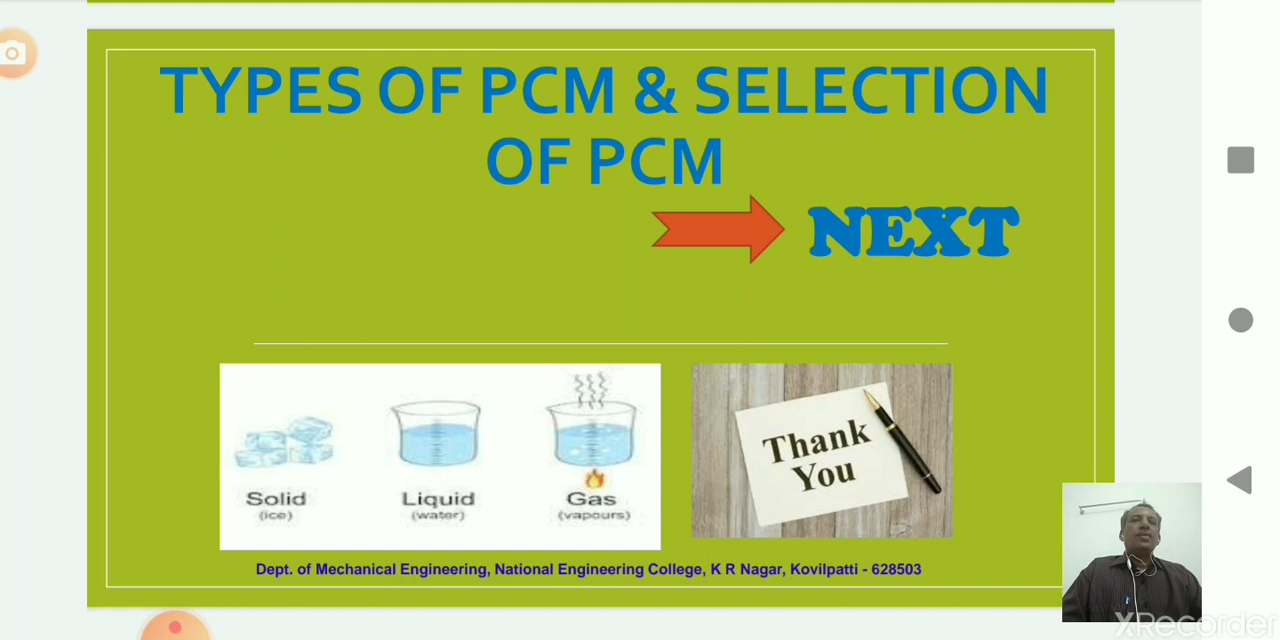 TYPES OF PCM & SELECTION
OF PCM
NEXT
Solid
(ice)
Liquid
(water)
Gas
(vapours)
Thank
You
Dept. of Mechanical Engineering, National Engineering College, K R Nagar, Kovilpatti - 628503
XRecorder